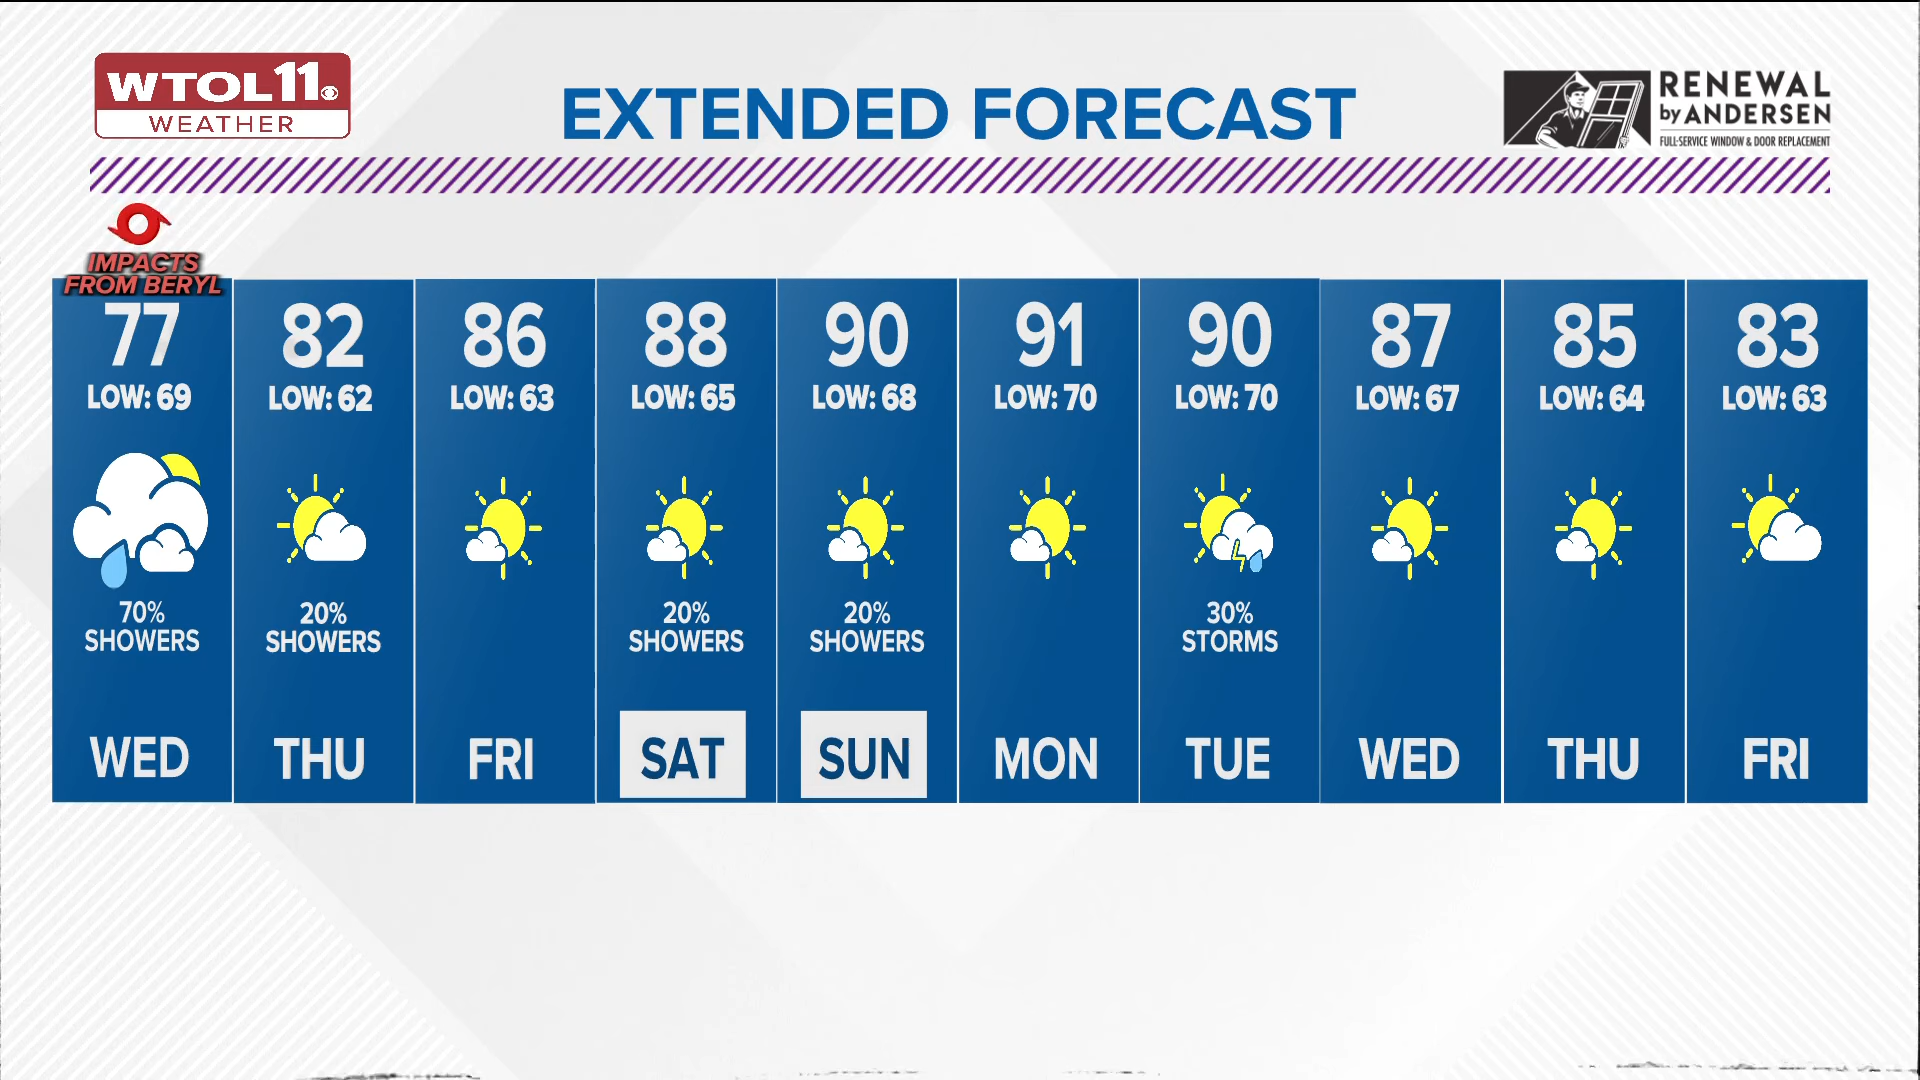 WTOL11
WEATHER
EXTENDED FORECAST
RENEWAL
by ANDERSEN
FULL-SERVICE WINDOW & DOOR REPLACEMENT
IMPACTS
FROM BERYL
77
LOW: 69
70%
SHOWERS
WED
82
LOW: 62
20%
SHOWERS
THU
86
LOW: 63
FRI
88
LOW: 65
20%
SHOWERS
SAT
90
LOW: 68
20%
SHOWERS
SUN
91
LOW: 70
MON
90
LOW: 70
30%
STORMS
TUE
87
LOW: 67
WED
85
LOW: 64
THU
83
LOW: 63
FRI